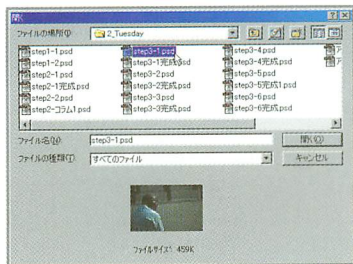 開く
ファイルの場所(I): 2_Tuesday
step1-1.psd
step1-2.psd
step2-1.psd
step2-1完成.psd
step2-2.psd
step2-コラム1.psd
step3-1.psd
step3-1完成.psd
step3-2.psd
step3-2完成.psd
step3-3.psd
step3-3完成.psd
step3-4.psd
step3-4完成.psd
step3-5.psd
step3-5完成1.psd
step3-6.psd
step3-6完成.psd
ファイル名(N): step3-1.psd 開く(O)
ファイルの種類(T): すべてのファイル キャンセル
ファイルサイズ: 459K